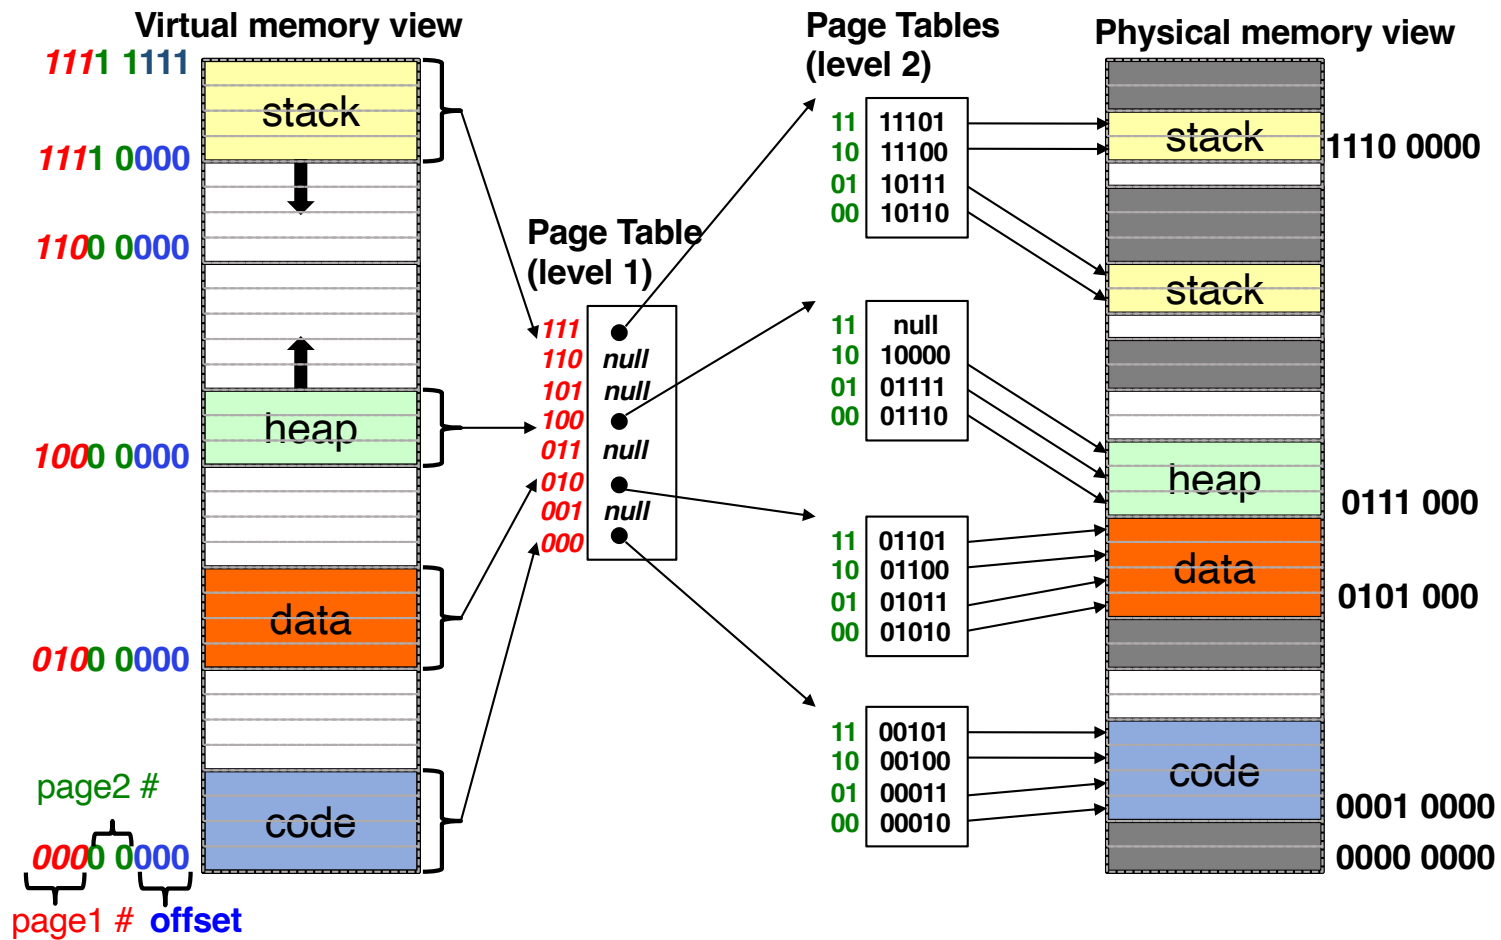 Virtual memory view
1111 1111
stack
1111 0000
1100 0000
heap
1000 0000
data
0100 0000
page2 #
code
0000 0000
page1 #
offset
Page Table
(level 1)
111
110 null
101 null
100
011 null
010
001 null
000
Page Tables
(level 2)
11 11101
10 11100
01 10111
00 10110
11 null
10 10000
01 01111
00 01110
11 01101
10 01100
01 01011
00 01010
11 00101
10 00100
01 00011
00 00010
Physical memory view
stack
1110 0000
stack
heap
0111 000
data
0101 000
code
0001 0000
0000 0000